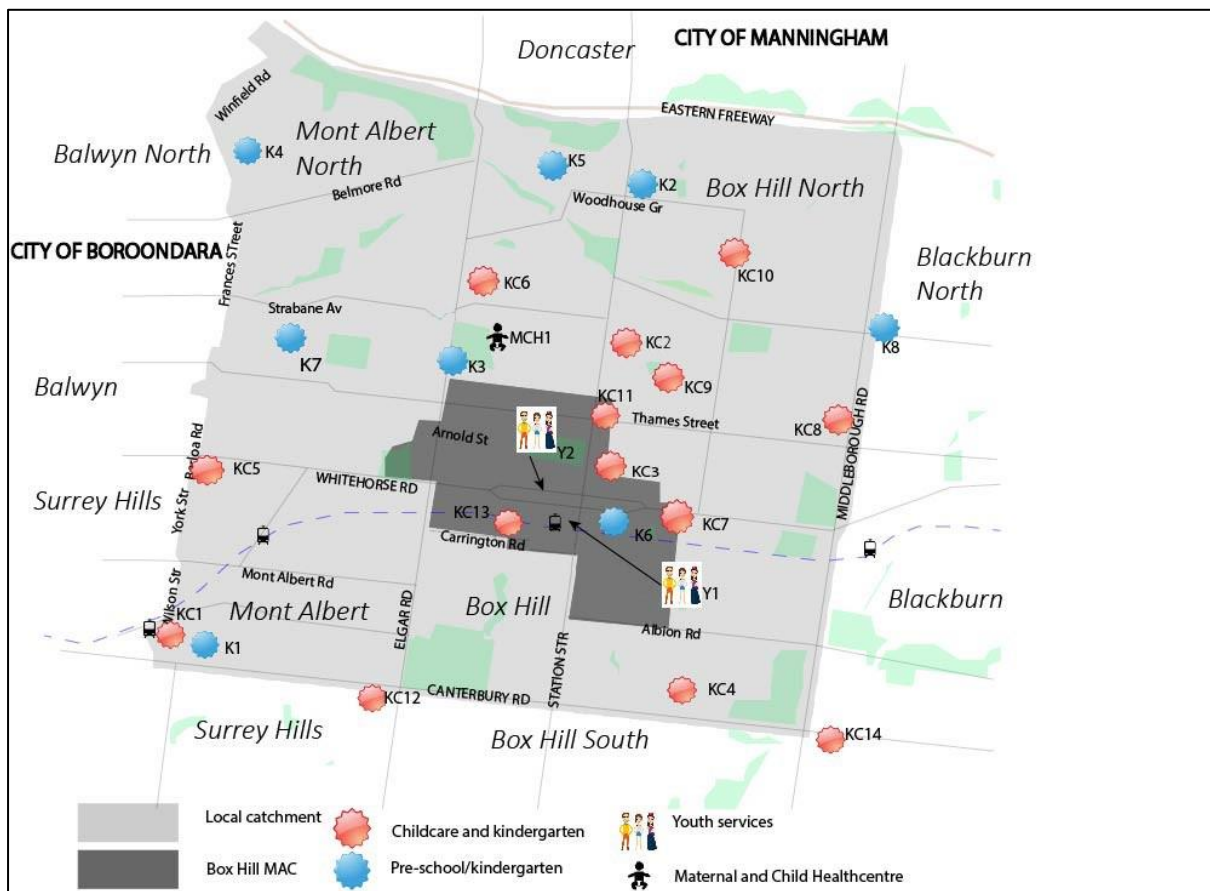 Doncaster
CITY OF MANNINGHAM
Winfield Rd
EASTERN FREEWAY
Mont Albert
North
Balwyn North
K4
K5
K2
Box Hill North
Belmore Rd
Woodhouse Gr
CITY OF BOROONDARA
Frances STreet
KC10
Blackburn
North
KC6
Strabane Av
MCH1
KC2
K8
K7
K3
KC9
Balwyn
KC11
Thames Street
KC8
MIDDLEBOROUGH RD
Arnold St
Y2
KC3
KC5
WHITEHORSE RD
Surrey Hills
York Str
KC13
K6
KC7
Carrington Rd
Mont Albert Rd
Y1
Wilson Str
KC1
Mont Albert
Box Hill
Blackburn
ELGAR RD
Albion Rd
K1
STATION STR
KC12
CANTERBURY RD
KC4
Surrey Hills
Box Hill South
KC14
Local catchment
Childcare and kindergarten
Youth services
Box Hill MAC
Pre-school/kindergarten
Maternal and Child Healthcentre